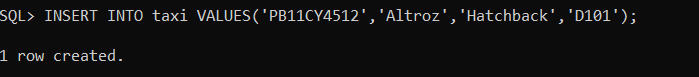 SQL> INSERT INTO taxi VALUES('PB11CY4512','Altroz','Hatchback','D101');
1 row created.